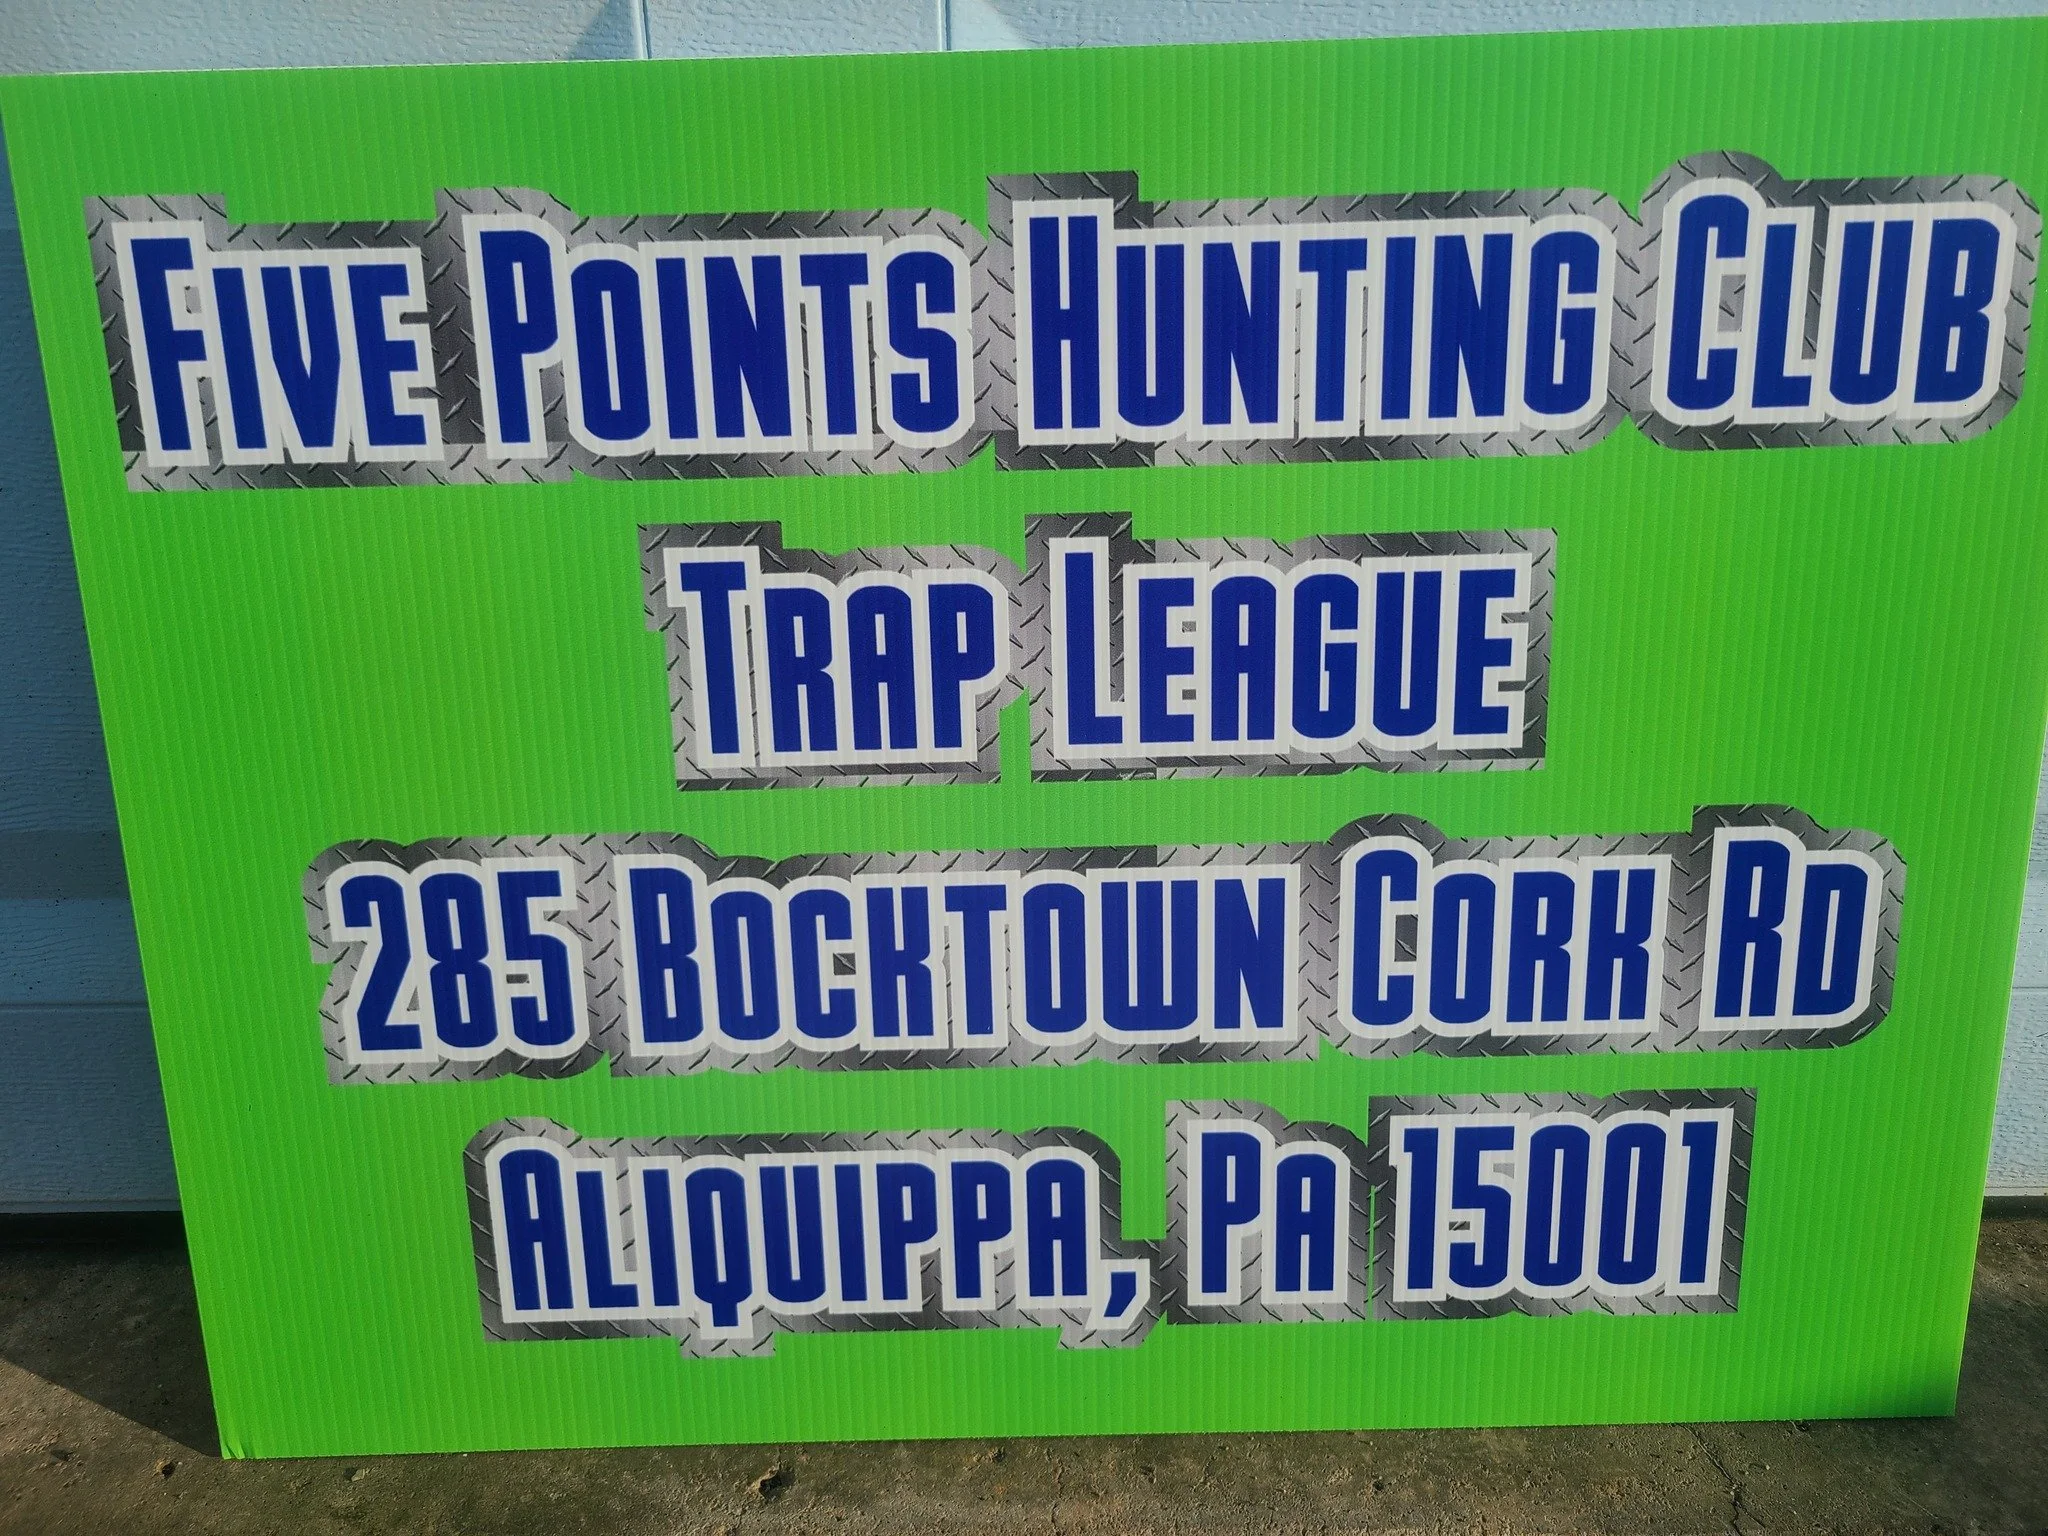 Five Points Hunting Club
Trap League
285 Bocktown Cork Rd
Aliquippa, Pa 15001